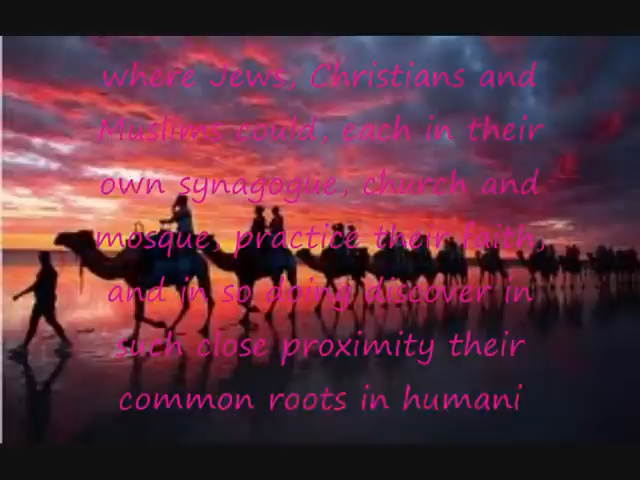 where Jews, Christians and
Muslims could, each in their
own synagogue, church and
mosque, practice their faith,
and in so doing discover in
such close proximity their
common roots in humani